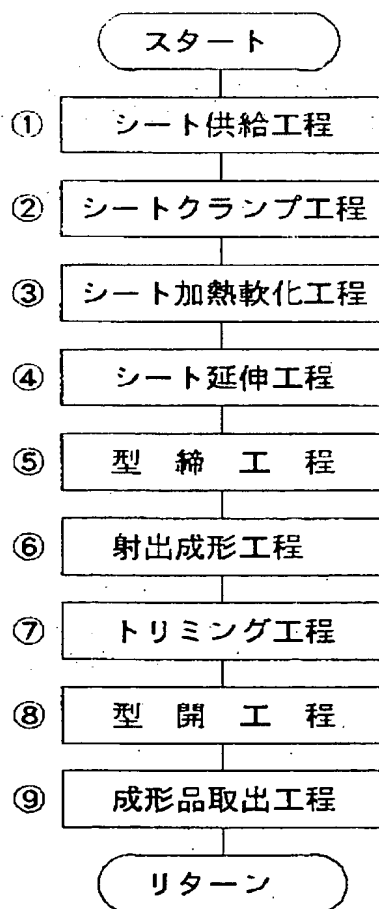 スタート
① シート供給工程
② シートクランプ工程
③ シート加熱軟化工程
④ シート延伸工程
⑤ 型締工程
⑥ 射出成形工程
⑦ トリミング工程
⑧ 型開工程
⑨ 成形品取出工程
リターン